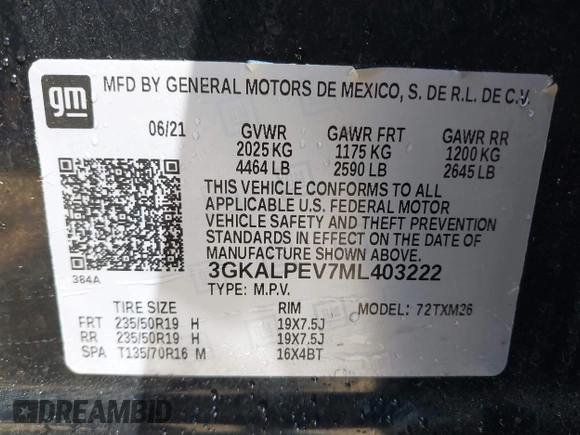 gm
MFD BY GENERAL MOTORS DE MEXICO, S. DE R.L. DE C.V.
06/21 GVWR GAWR FRT GAWR RR
2025 KG 1175 KG 1200 KG
4464 LB 2590 LB 2645 LB
THIS VEHICLE CONFORMS TO ALL
APPLICABLE U.S. FEDERAL MOTOR
VEHICLE SAFETY AND THEFT PREVENTION
STANDARDS IN EFFECT ON THE DATE OF
MANUFACTURE SHOWN ABOVE.
3GKALPEV7ML403222
384A
TYPE: M.P.V.
TIRE SIZE RIM MODEL: 72TXM26
FRT 235/50R19 H 19X7.5J
RR 235/50R19 H 19X7.5J
SPA T135/70R16 M 16X4BT
DREAMBID